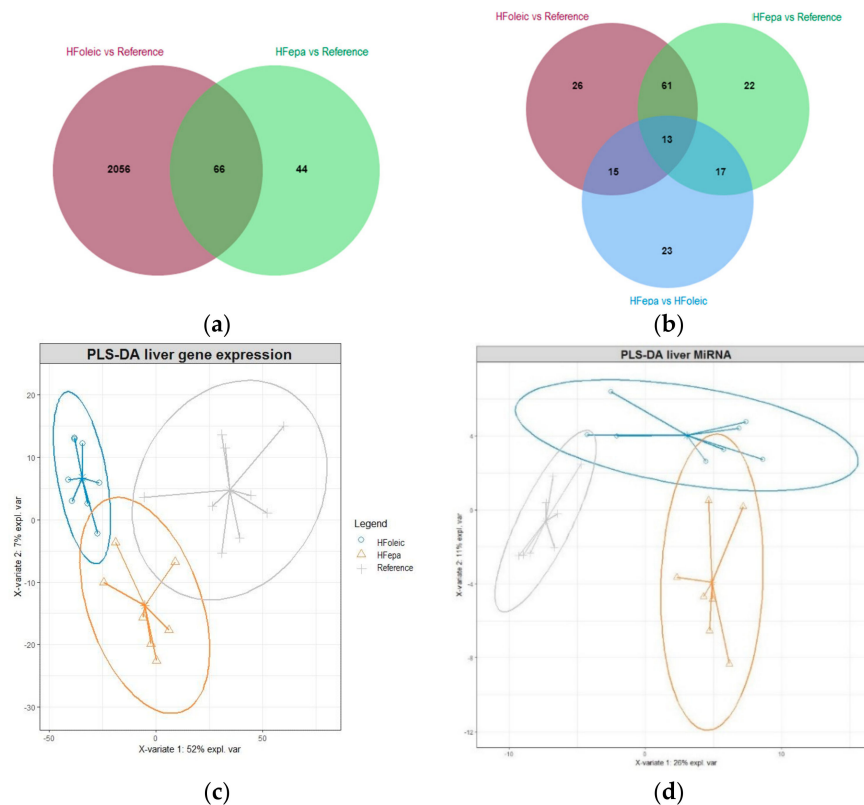 HFoleic vs Reference
HFepa vs Reference
2056
66
44
(a)
HFoleic vs Reference
HFepa vs Reference
26
61
22
13
15
17
23
HFepa vs HFoleic
(b)
PLS-DA liver gene expression
20
10
0
-10
-20
-30
X-variate 2: 7% expl. var
-50
0
50
X-variate 1: 52% expl. var
Legend
HFoleic
HFepa
Reference
(c)
PLS-DA liver MiRNA
-4
-8
-12
X-variate 2: 11% expl. var
-10
0
10
X-variate 1: 26% expl. var
(d)